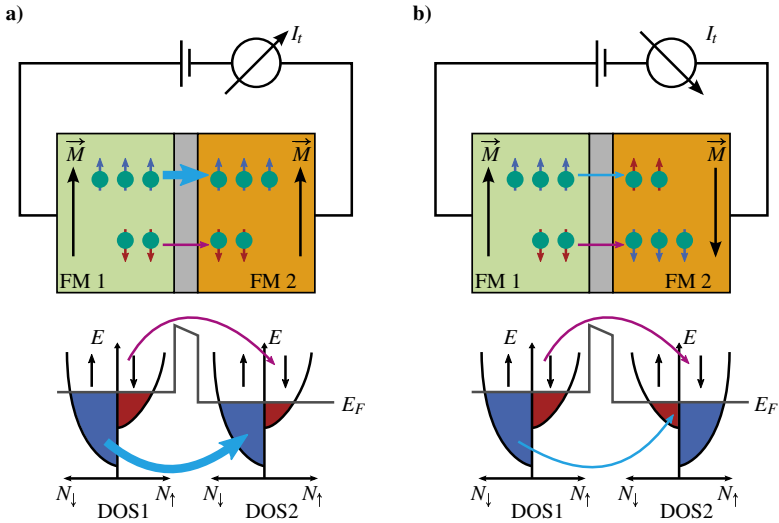 a)
I_t
M M
FM 1 FM 2
E E
E_F
N↓ N↑ N↓ N↑
DOS1 DOS2
b)
I_t
M M
FM 1 FM 2
E E
E_F
N↓ N↑ N↓ N↑
DOS1 DOS2